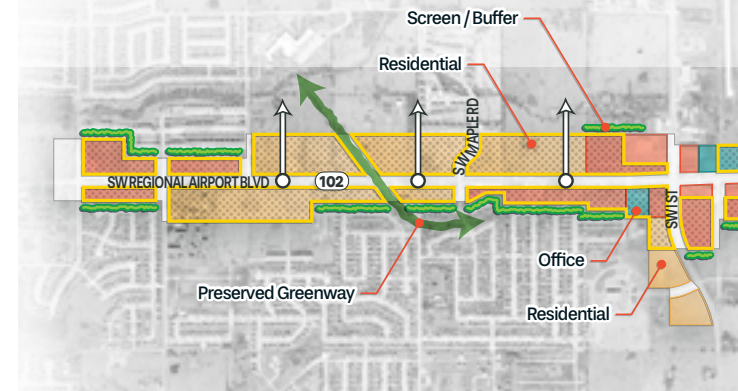 Screen / Buffer
Residential
SW MAPLE RD
SW REGIONAL AIRPORT BLVD
102
SW I ST
Office
Preserved Greenway
Residential